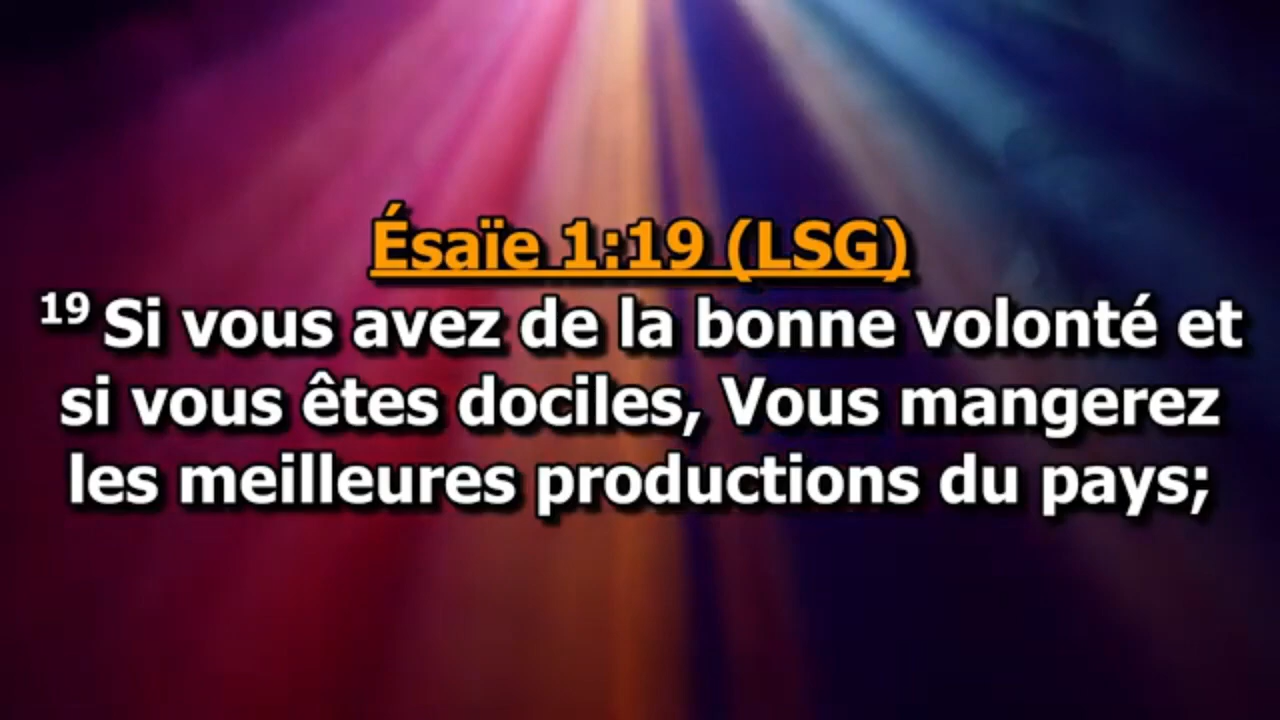 Ésaïe 1:19 (LSG)
19 Si vous avez de la bonne volonté et
si vous êtes dociles, Vous mangerez
les meilleures productions du pays;